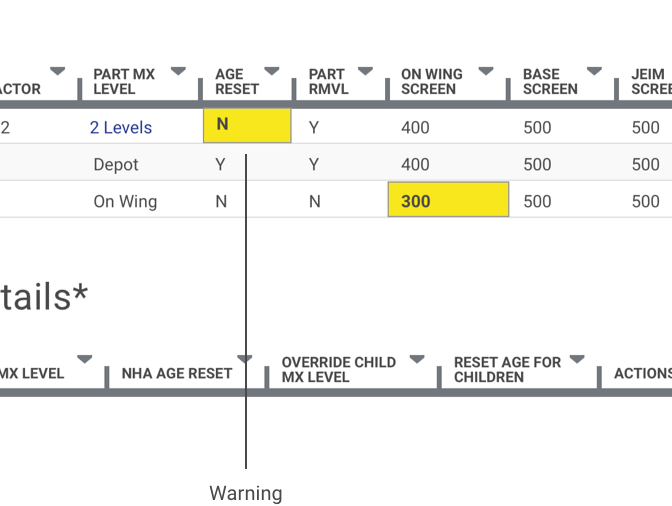 PART MX AGE PART ON WING BASE JEIM
ACTOR LEVEL RESET RMVL SCREEN SCREEN SCREE
2 2 Levels N Y 400 500 500
Depot Y Y 400 500 500
On Wing N N 300 500 500
tails*
OVERRIDE CHILD RESET AGE FOR
MX LEVEL NHA AGE RESET MX LEVEL CHILDREN ACTIONS
Warning